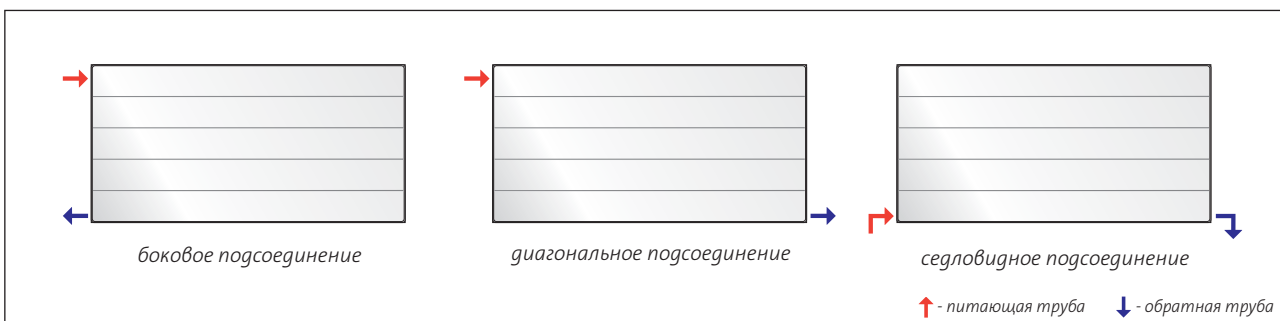 боковое подсоединение
диагональное подсоединение
седловидное подсоединение
- питающая труба
- обратная труба